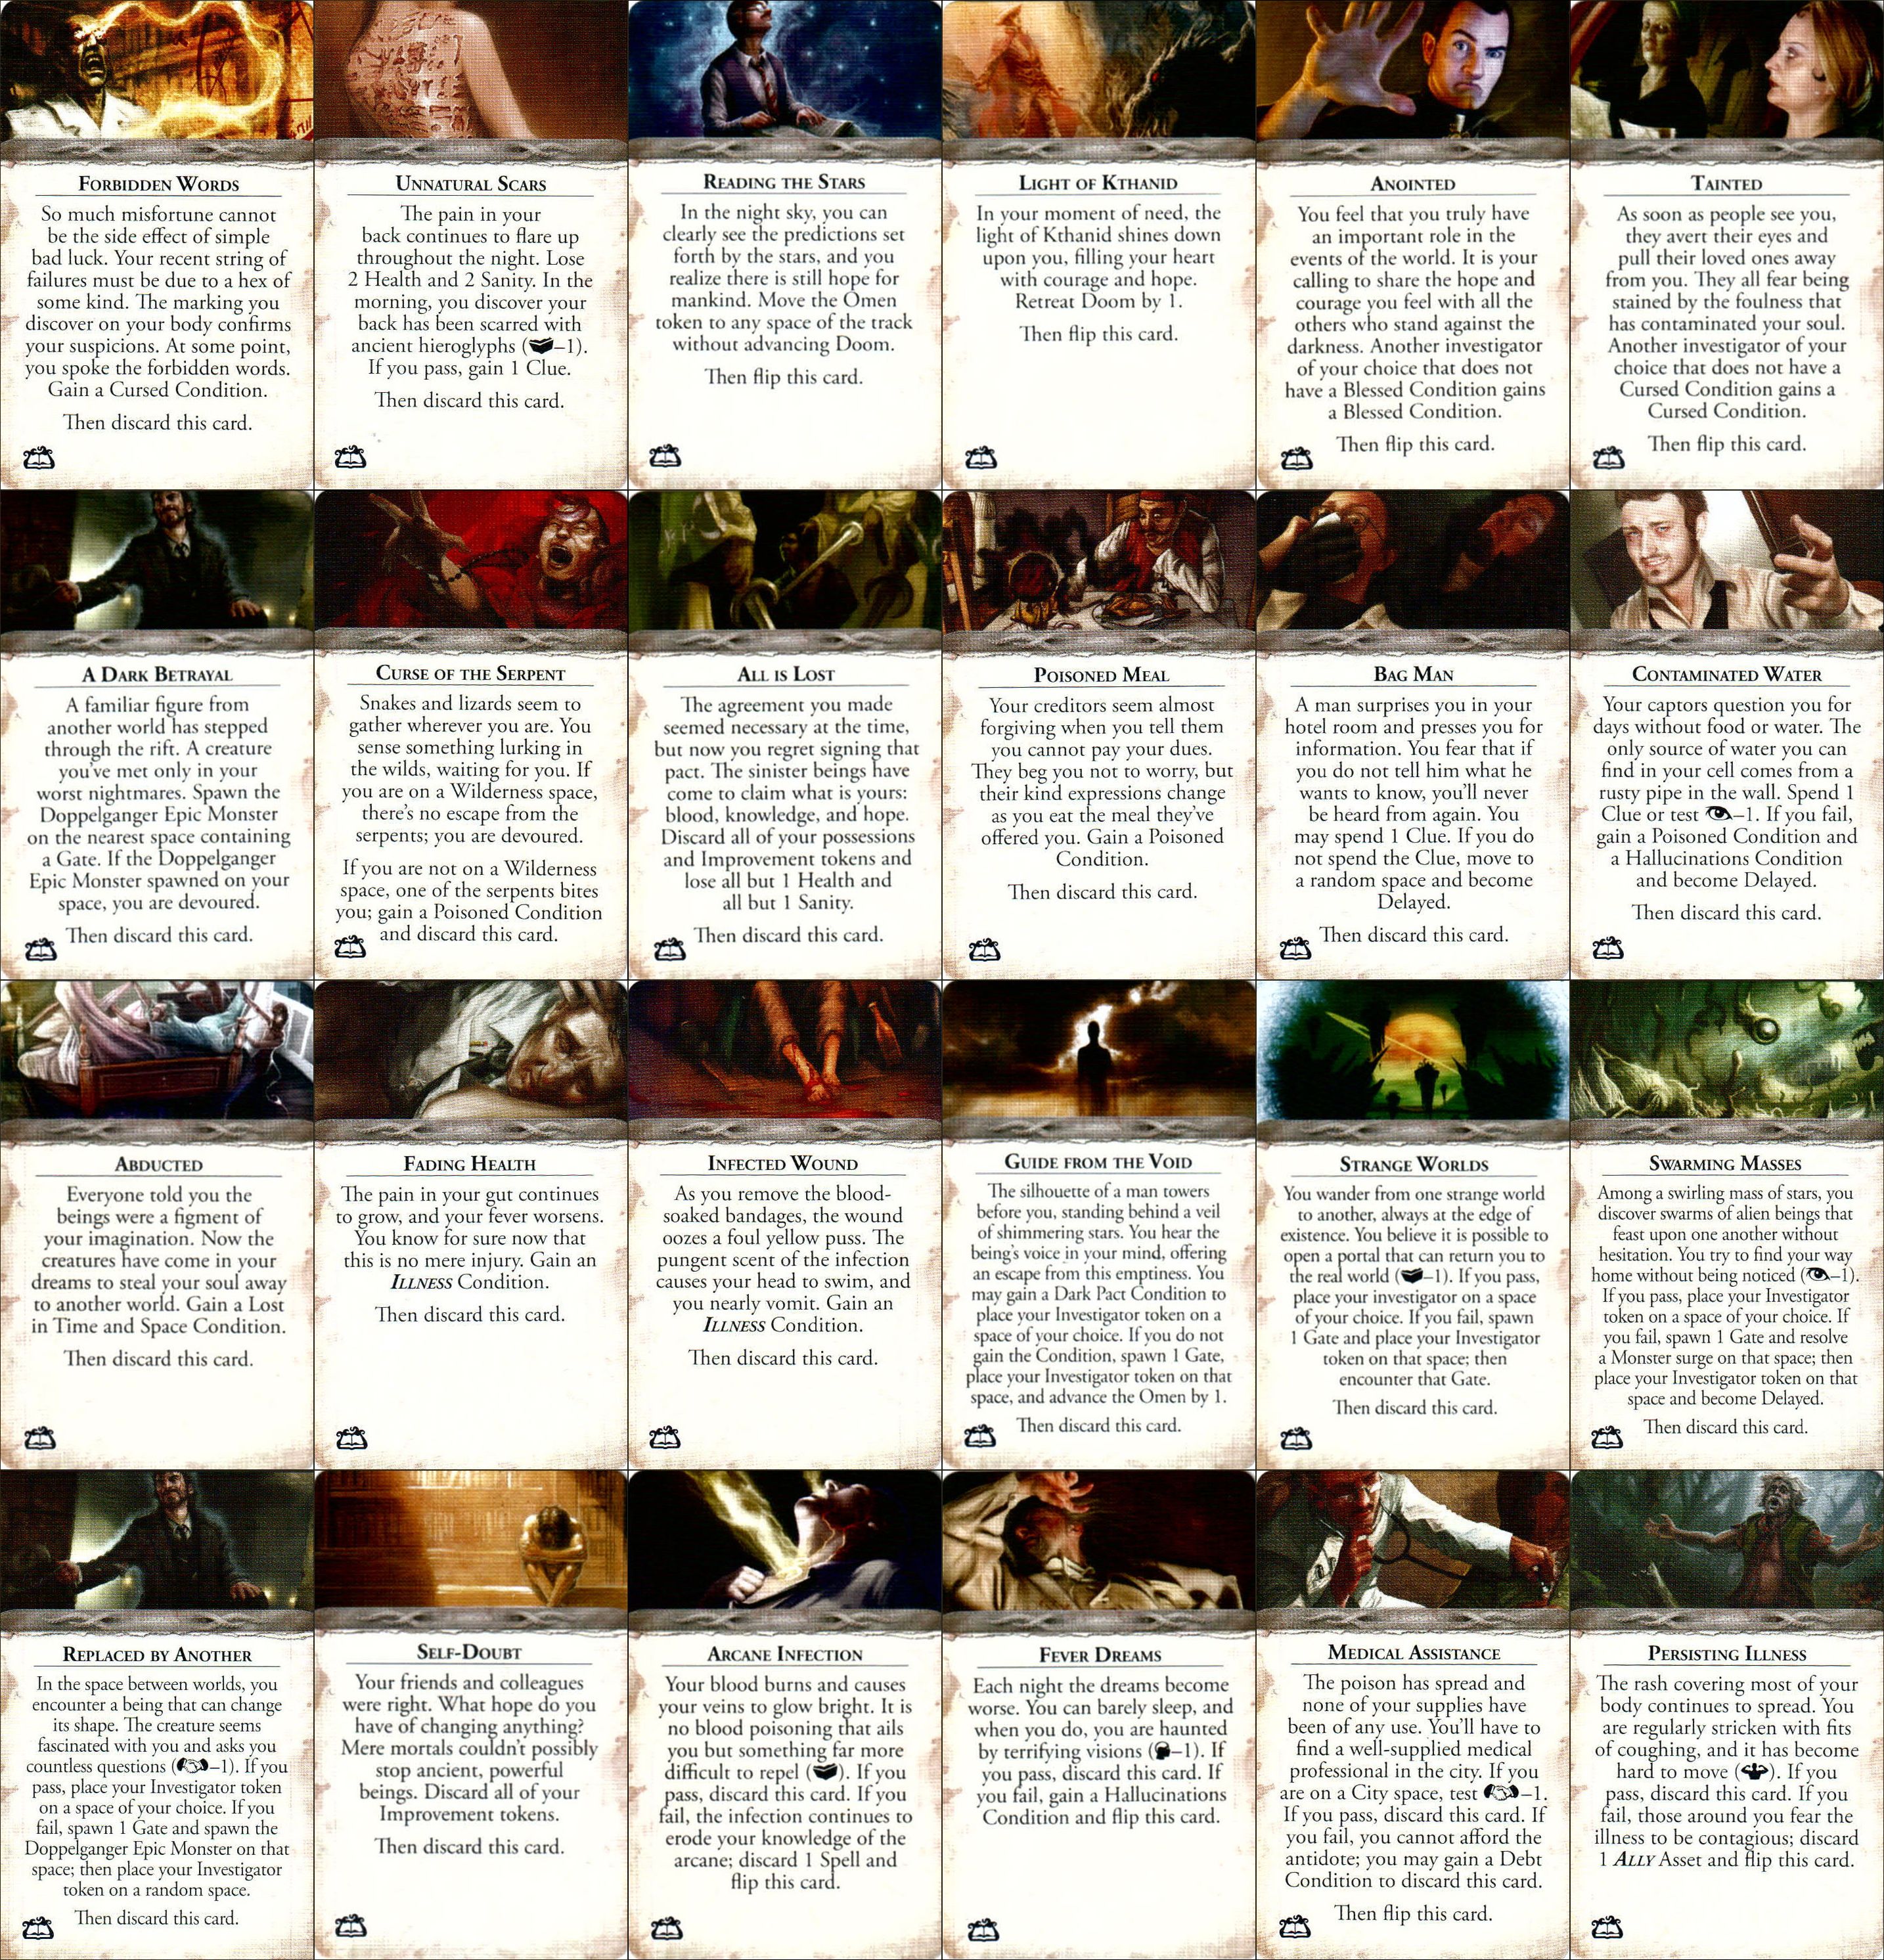 FORBIDDEN WORDS
So much misfortune cannot
be the side effect of simple
bad luck. Your recent string of
failures must be due to a hex of
some kind. The marking you
discover on your body confirms
your suspicions. At some point,
you spoke the forbidden words.
Gain a Cursed Condition.
Then discard this card.
UNNATURAL SCARS
The pain in your
back continues to flare up
throughout the night. Lose
2 Health and 2 Sanity. In the
morning, you discover your
back has been scarred with
ancient hieroglyphs (–1).
If you pass, gain 1 Clue.
Then discard this card.
READING THE STARS
In the night sky, you can
clearly see the predictions set
forth by the stars, and you
realize there is still hope for
mankind. Move the Omen
token to any space of the track
without advancing Doom.
Then flip this card.
LIGHT OF KTHANID
In your moment of need, the
light of Kthanid shines down
upon you, filling your heart
with courage and hope.
Retreat Doom by 1.
Then flip this card.
ANOINTED
You feel that you truly have
an important role in the
events of the world. It is your
calling to share the hope and
courage you feel with all the
others who stand against the
darkness. Another investigator
of your choice that does not
have a Blessed Condition gains
a Blessed Condition.
Then flip this card.
TAINTED
As soon as people see you,
they avert their eyes and
pull their loved ones away
from you. They all fear being
stained by the foulness that
has contaminated your soul.
Another investigator of your
choice that does not have a
Cursed Condition gains a
Cursed Condition.
Then flip this card.
A DARK BETRAYAL
A familiar figure from
another world has stepped
through the rift. A creature
you've met only in your
worst nightmares. Spawn the
Doppelganger Epic Monster
on the nearest space containing
a Gate. If the Doppelganger
Epic Monster spawned on your
space, you are devoured.
Then discard this card.
CURSE OF THE SERPENT
Snakes and lizards seem to
gather wherever you are. You
sense something lurking in
the wilds, waiting for you. If
you are on a Wilderness space,
there's no escape from the
serpents; you are devoured.
If you are not on a Wilderness
space, one of the serpents bites
you; gain a Poisoned Condition
and discard this card.
ALL IS LOST
The agreement you made
seemed necessary at the time,
but now you regret signing that
pact. The sinister beings have
come to claim what is yours:
blood, knowledge, and hope.
Discard all of your possessions
and Improvement tokens and
lose all but 1 Health and
all but 1 Sanity.
Then discard this card.
POISONED MEAL
Your creditors seem almost
forgiving when you tell them
you cannot pay your dues.
They beg you not to worry, but
their kind expressions change
as you eat the meal they've
offered you. Gain a Poisoned
Condition.
Then discard this card.
BAG MAN
A man surprises you in your
hotel room and presses you for
information. You fear that if
you do not tell him what he
wants to know, you'll never
be heard from again. You
may spend 1 Clue. If you do
not spend the Clue, move to
a random space and become
Delayed.
Then discard this card.
CONTAMINATED WATER
Your captors question you for
days without food or water. The
only source of water you can
find in your cell comes from a
rusty pipe in the wall. Spend 1
Clue or test –1. If you fail,
gain a Poisoned Condition and
a Hallucinations Condition
and become Delayed.
Then discard this card.
ABDUCTED
Everyone told you the
beings were a figment of
your imagination. Now the
creatures have come in your
dreams to steal your soul away
to another world. Gain a Lost
in Time and Space Condition.
Then discard this card.
FADING HEALTH
The pain in your gut continues
to grow, and your fever worsens.
You know for sure now that
this is no mere injury. Gain an
ILLNESS Condition.
Then discard this card.
INFECTED WOUND
As you remove the blood-
soaked bandages, the wound
oozes a foul yellow puss. The
pungent scent of the infection
causes your head to swim, and
you nearly vomit. Gain an
ILLNESS Condition.
Then discard this card.
GUIDE FROM THE VOID
The silhouette of a man towers
before you, standing behind a veil
of shimmering stars. You hear the
being's voice in your mind, offering
an escape from this emptiness. You
may gain a Dark Pact Condition to
place your Investigator token on a
space of your choice. If you do not
gain the Condition, spawn 1 Gate,
place your Investigator token on that
space, and advance the Omen by 1.
Then discard this card.
STRANGE WORLDS
You wander from one strange world
to another, always at the edge of
existence. You believe it is possible to
open a portal that can return you to
the real world (–1). If you pass,
place your investigator on a space
of your choice. If you fail, spawn
1 Gate and place your Investigator
token on that space; then
encounter that Gate.
Then discard this card.
SWARMING MASSES
Among a swirling mass of stars, you
discover swarms of alien beings that
feast upon one another without
hesitation. You try to find your way
home without being noticed (–1).
If you pass, place your Investigator
token on a space of your choice. If
you fail, spawn 1 Gate and resolve
a Monster surge on that space; then
place your Investigator token on that
space and become Delayed.
Then discard this card.
REPLACED BY ANOTHER
In the space between worlds, you
encounter a being that can change
its shape. The creature seems
fascinated with you and asks you
countless questions (–1). If you
pass, place your Investigator token
on a space of your choice. If you
fail, spawn 1 Gate and spawn the
Doppelganger Epic Monster on that
space; then place your Investigator
token on a random space.
Then discard this card.
SELF-DOUBT
Your friends and colleagues
were right. What hope do you
have of changing anything?
Mere mortals couldn't possibly
stop ancient, powerful
beings. Discard all of your
Improvement tokens.
Then discard this card.
ARCANE INFECTION
Your blood burns and causes
your veins to glow bright. It is
no blood poisoning that ails
you but something far more
difficult to repel (). If you
pass, discard this card. If you
fail, the infection continues to
erode your knowledge of the
arcane; discard 1 Spell and
flip this card.
FEVER DREAMS
Each night the dreams become
worse. You can barely sleep, and
when you do, you are haunted
by terrifying visions (–1). If
you pass, discard this card. If
you fail, gain a Hallucinations
Condition and flip this card.
MEDICAL ASSISTANCE
The poison has spread and
none of your supplies have
been of any use. You'll have to
find a well-supplied medical
professional in the city. If you
are on a City space, test –1.
If you pass, discard this card. If
you fail, you cannot afford the
antidote; you may gain a Debt
Condition to discard this card.
Then flip this card.
PERSISTING ILLNESS
The rash covering most of your
body continues to spread. You
are regularly stricken with fits
of coughing, and it has become
hard to move (). If you
pass, discard this card. If you
fail, those around you fear the
illness to be contagious; discard
1 ALLY Asset and flip this card.